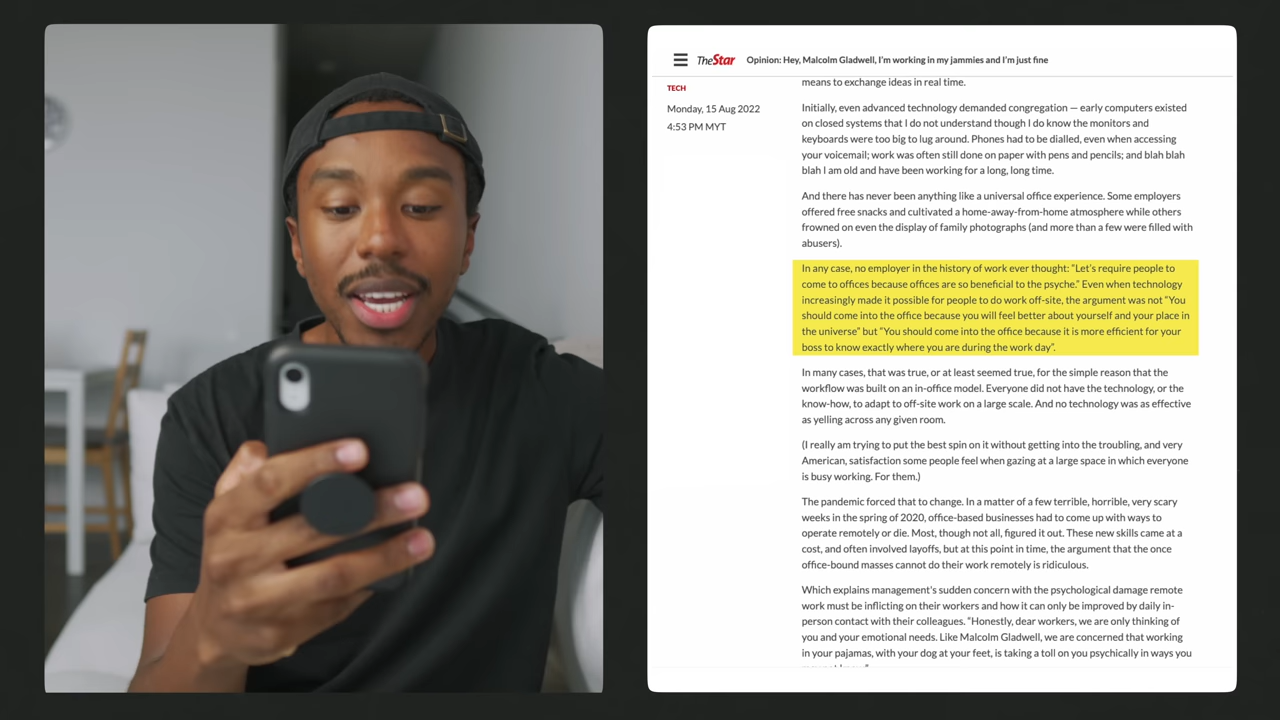 TheStar
Opinion: Hey, Malcolm Gladwell, I'm working in my jammies and I'm just fine
TECH
Monday, 15 Aug 2022
4:53 PM MYT
means to exchange ideas in real time.
Initially, even advanced technology demanded congregation — early computers existed
on closed systems that I do not understand though I do know the monitors and
keyboards were too big to lug around. Phones had to be dialled, even when accessing
your voicemail; work was often still done on paper with pens and pencils; and blah blah
blah I am old and have been working for a long, long time.
And there has never been anything like a universal office experience. Some employers
offered free snacks and cultivated a home-away-from-home atmosphere while others
frowned on even the display of family photographs (and more than a few were filled with
abusers).
In any case, no employer in the history of work ever thought: "Let's require people to
come to offices because offices are so beneficial to the psyche." Even when technology
increasingly made it possible for people to do work off-site, the argument was not "You
should come into the office because you will feel better about yourself and your place in
the universe" but "You should come into the office because it is more efficient for your
boss to know exactly where you are during the work day".
In many cases, that was true, or at least seemed true, for the simple reason that the
workflow was built on an in-office model. Everyone did not have the technology, or the
know-how, to adapt to off-site work on a large scale. And no technology was as effective
as yelling across any given room.
(I really am trying to put the best spin on it without getting into the troubling, and very
American, satisfaction some people feel when gazing at a large space in which everyone
is busy working. For them.)
The pandemic forced that to change. In a matter of a few terrible, horrible, very scary
weeks in the spring of 2020, office-based businesses had to come up with ways to
operate remotely or die. Most, though not all, figured it out. These new skills came at a
cost, and often involved layoffs, but at this point in time, the argument that the once
office-bound masses cannot do their work remotely is ridiculous.
Which explains management's sudden concern with the psychological damage remote
work must be inflicting on their workers and how it can only be improved by daily in-
person contact with their colleagues. "Honestly, dear workers, we are only thinking of
you and your emotional needs. Like Malcolm Gladwell, we are concerned that working
in your pajamas, with your dog at your feet, is taking a toll on you psychically in ways you